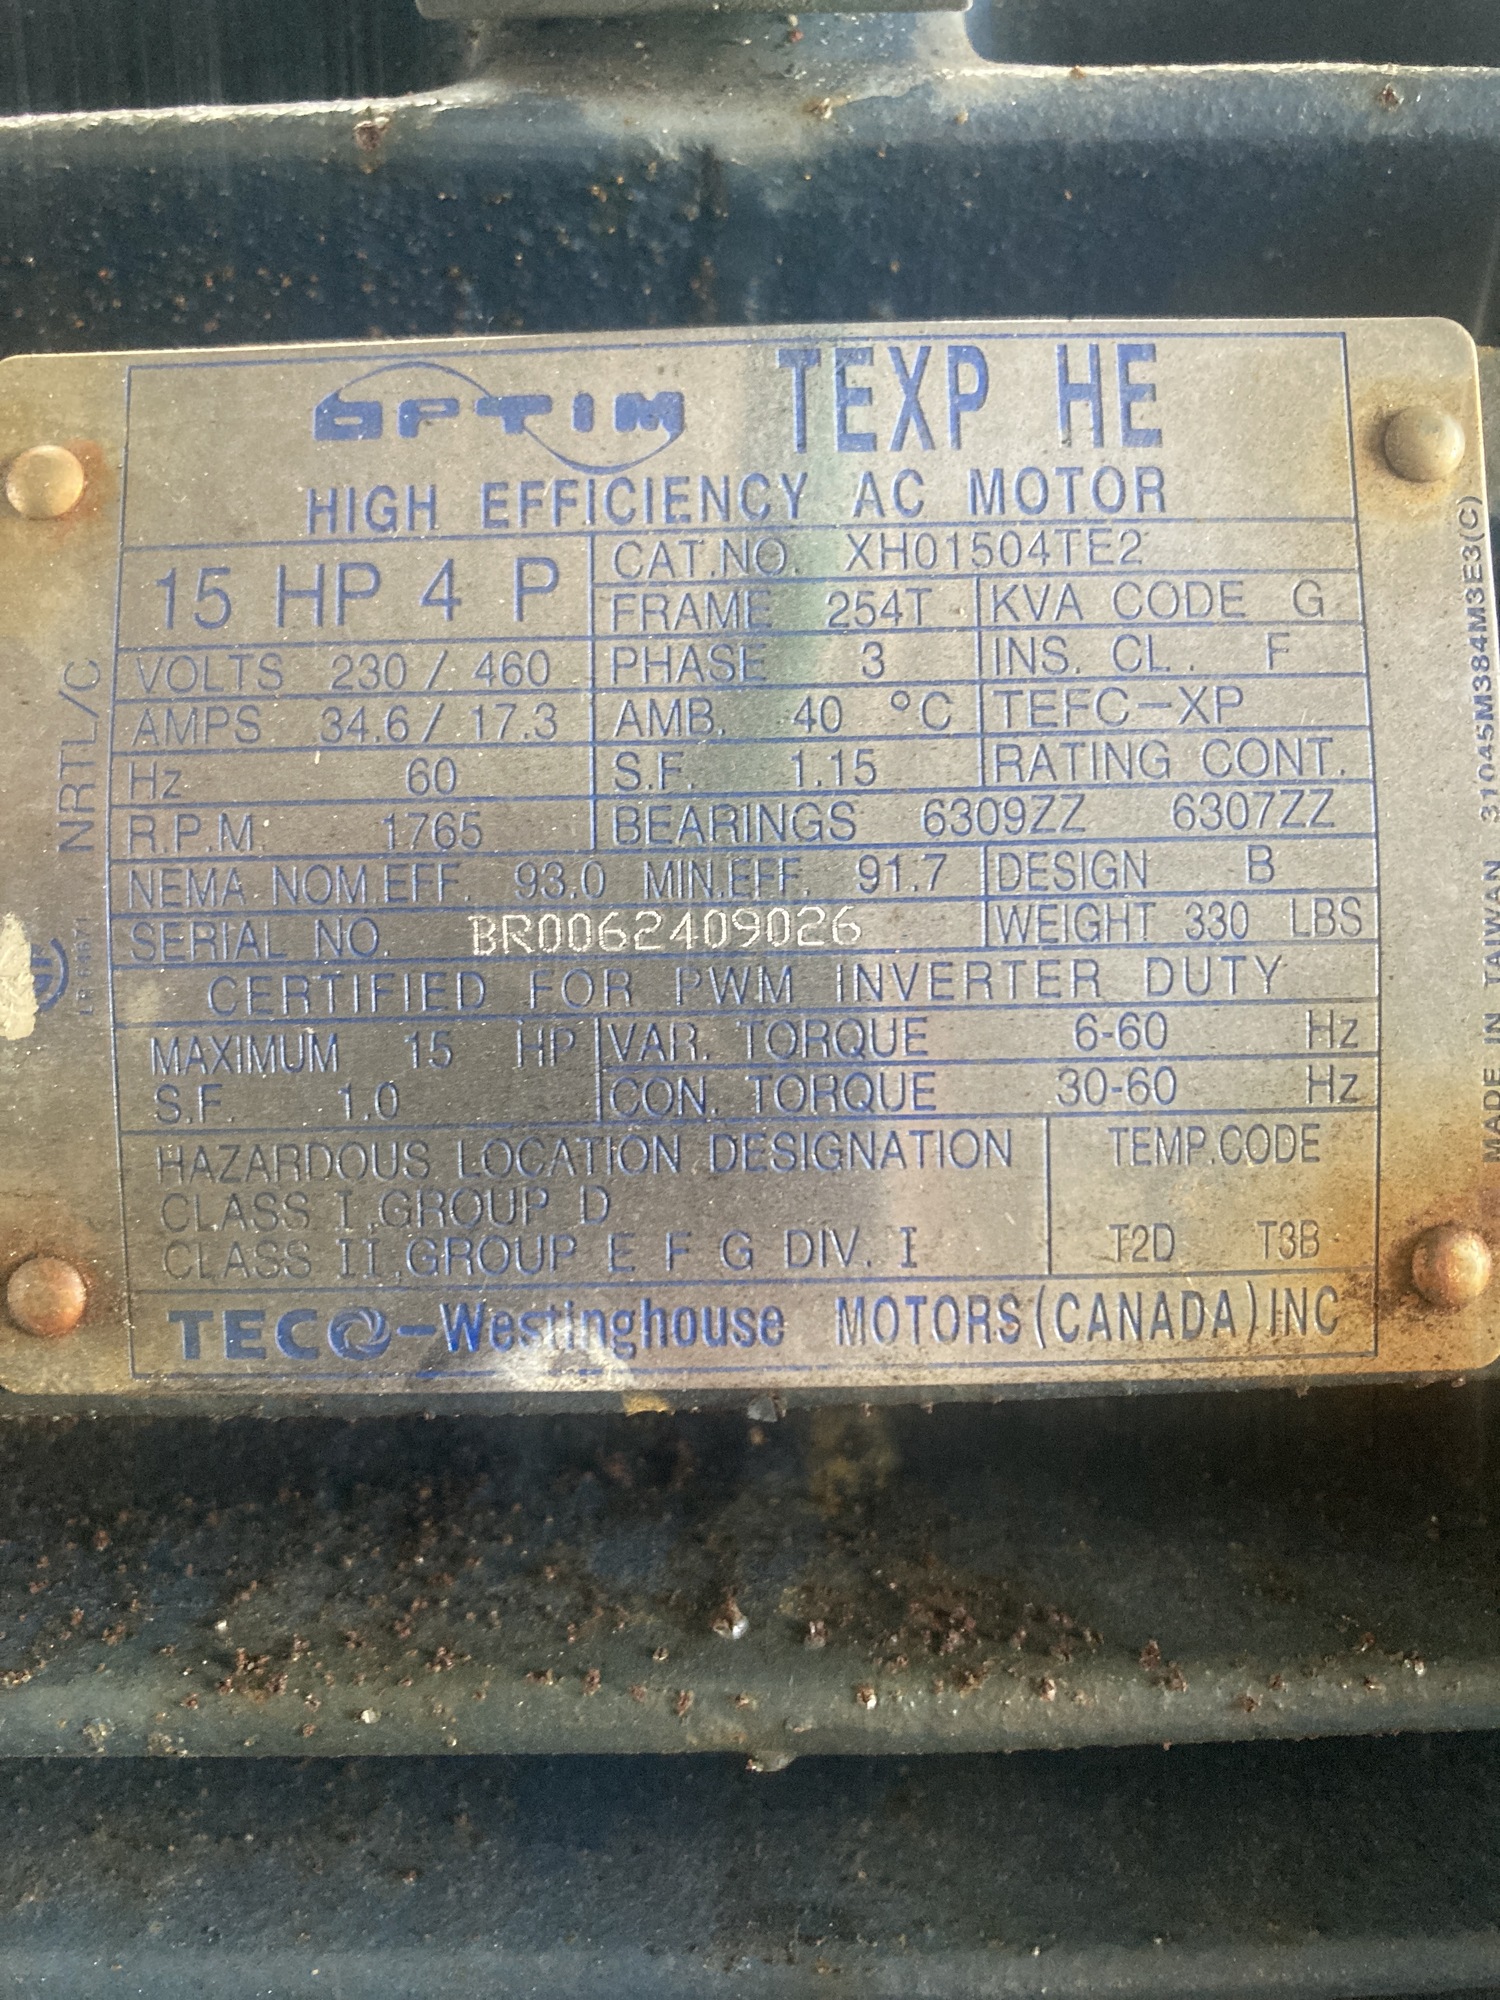 OPTIM TEXP HE
HIGH EFFICIENCY AC MOTOR
15 HP 4 P
CAT.NO. XH01504TE2
FRAME 254T KVA CODE G
VOLTS 230 / 460 PHASE 3 INS. CL. F
AMPS 34.6 / 17.3 AMB. 40 °C TEFC-XP
Hz 60 S.F. 1.15 RATING CONT.
R.P.M. 1765 BEARINGS 6309ZZ 6307ZZ
NEMA NOM.EFF. 93.0 MIN.EFF. 91.7 DESIGN B
SERIAL NO. BR0062409026 WEIGHT 330 LBS
CERTIFIED FOR PWM INVERTER DUTY
MAXIMUM 15 HP VAR. TORQUE 6-60 Hz
S.F. 1.0 CON. TORQUE 30-60 Hz
HAZARDOUS LOCATION DESIGNATION TEMP.CODE
CLASS I,GROUP D
CLASS II,GROUP E F G DIV. I T2D T3B
TECO-Westinghouse MOTORS(CANADA)INC
NRTL/C
MADE IN TAIWAN 31045M384M3E3(C)